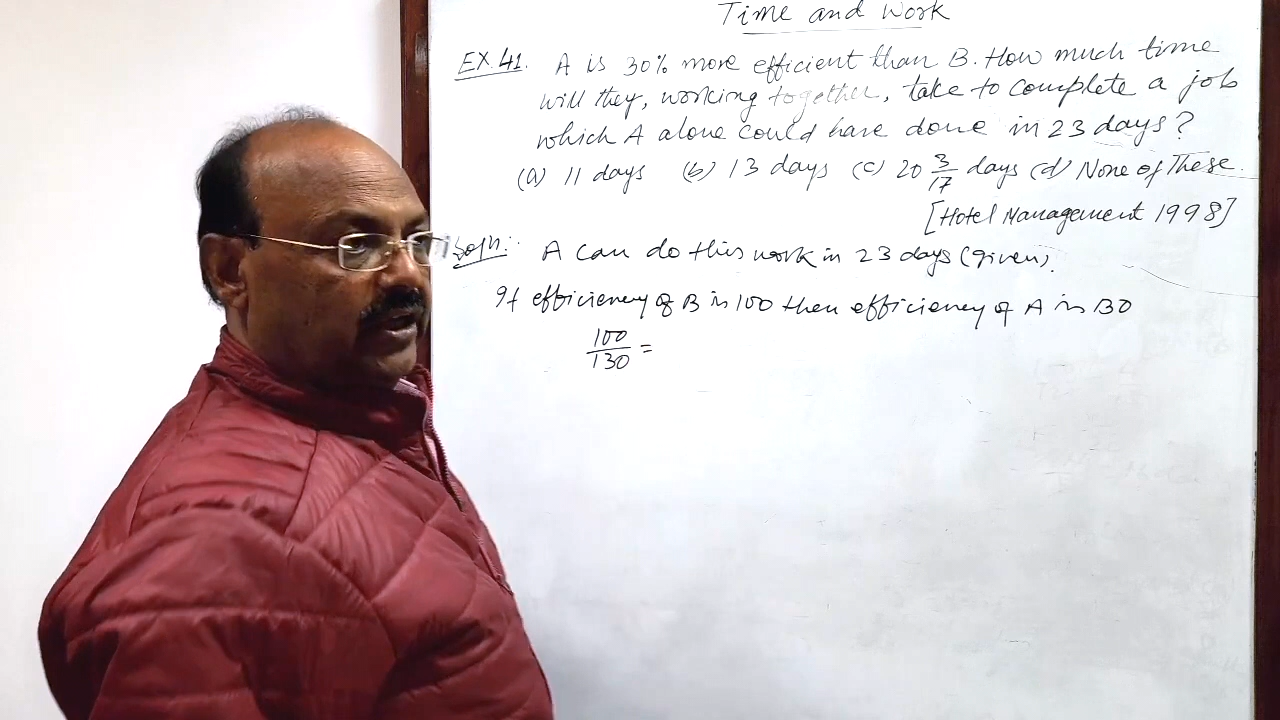 Time and Work
EX.41. A is 30% more efficient than B. How much time
will they, working together, take to complete a job
which A alone could have done in 23 days?
(a) 11 days (b) 13 days (c) 20 3/17 days (d) None of These.
[Hotel Management 1998]
Soln: A can do this work in 23 days (given).
If efficiency of B is 100 then efficiency of A is 130
100/130 =